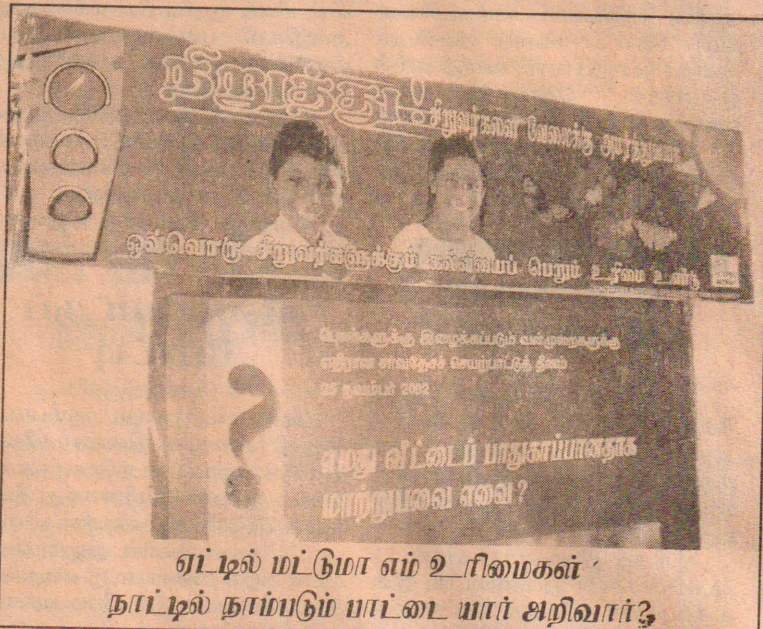 நிறுத்து! சிறுவர்களை வேலைக்கு அமர்த்துவதை
ஒவ்வொரு சிறுவர்களுக்கும் கல்வியைப் பெறும் உரிமை உண்டு
பெண்களுக்கு இழைக்கப்படும் வன்முறைகளுக்கு
எதிரான சர்வதேசச் செயற்பாட்டுத் தினம்
25 நவம்பர் 2002
எமது வீட்டைப் பாதுகாப்பானதாக
மாற்றுபவை எவை?
ஏட்டில் மட்டுமா எம் உரிமைகள்
நாட்டில் நாம்படும் பாட்டை யார் அறிவார்?